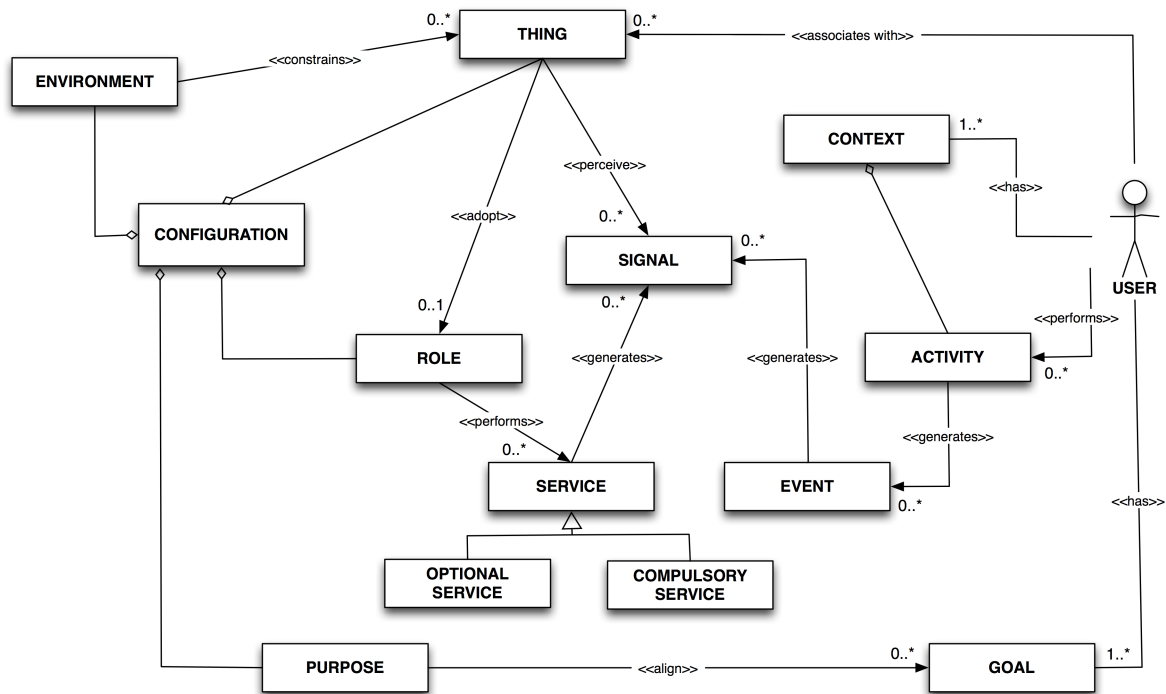 0..*
THING
0..*
<<associates with>>
<<constrains>>
ENVIRONMENT
CONTEXT
1..*
<<perceive>>
<<has>>
<<adopt>>
0..*
CONFIGURATION
SIGNAL
0..*
USER
0..*
0..1
<<performs>>
ROLE
<<generates>>
<<generates>>
ACTIVITY
0..*
<<performs>>
<<generates>>
0..*
SERVICE
EVENT
0..*
<<has>>
OPTIONAL
SERVICE
COMPULSORY
SERVICE
PURPOSE
<<align>>
0..*
GOAL
1..*